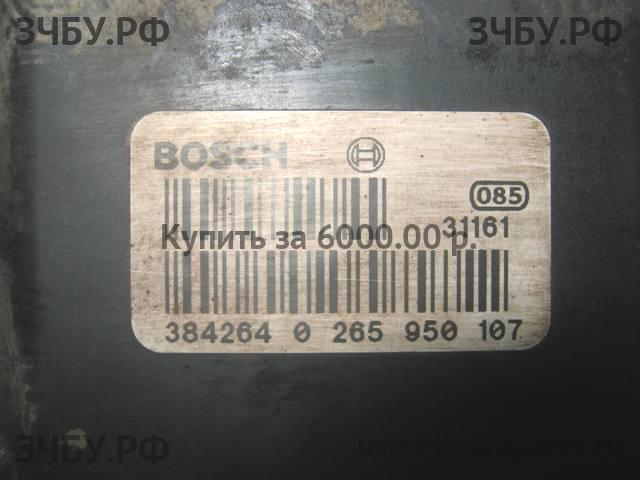 ЗЧБУ.РФ ЗЧБУ.РФ
BOSCH
085
31161
Купить за 6000.00 р.
384264 0 265 950 107
ЗЧБУ.РФ